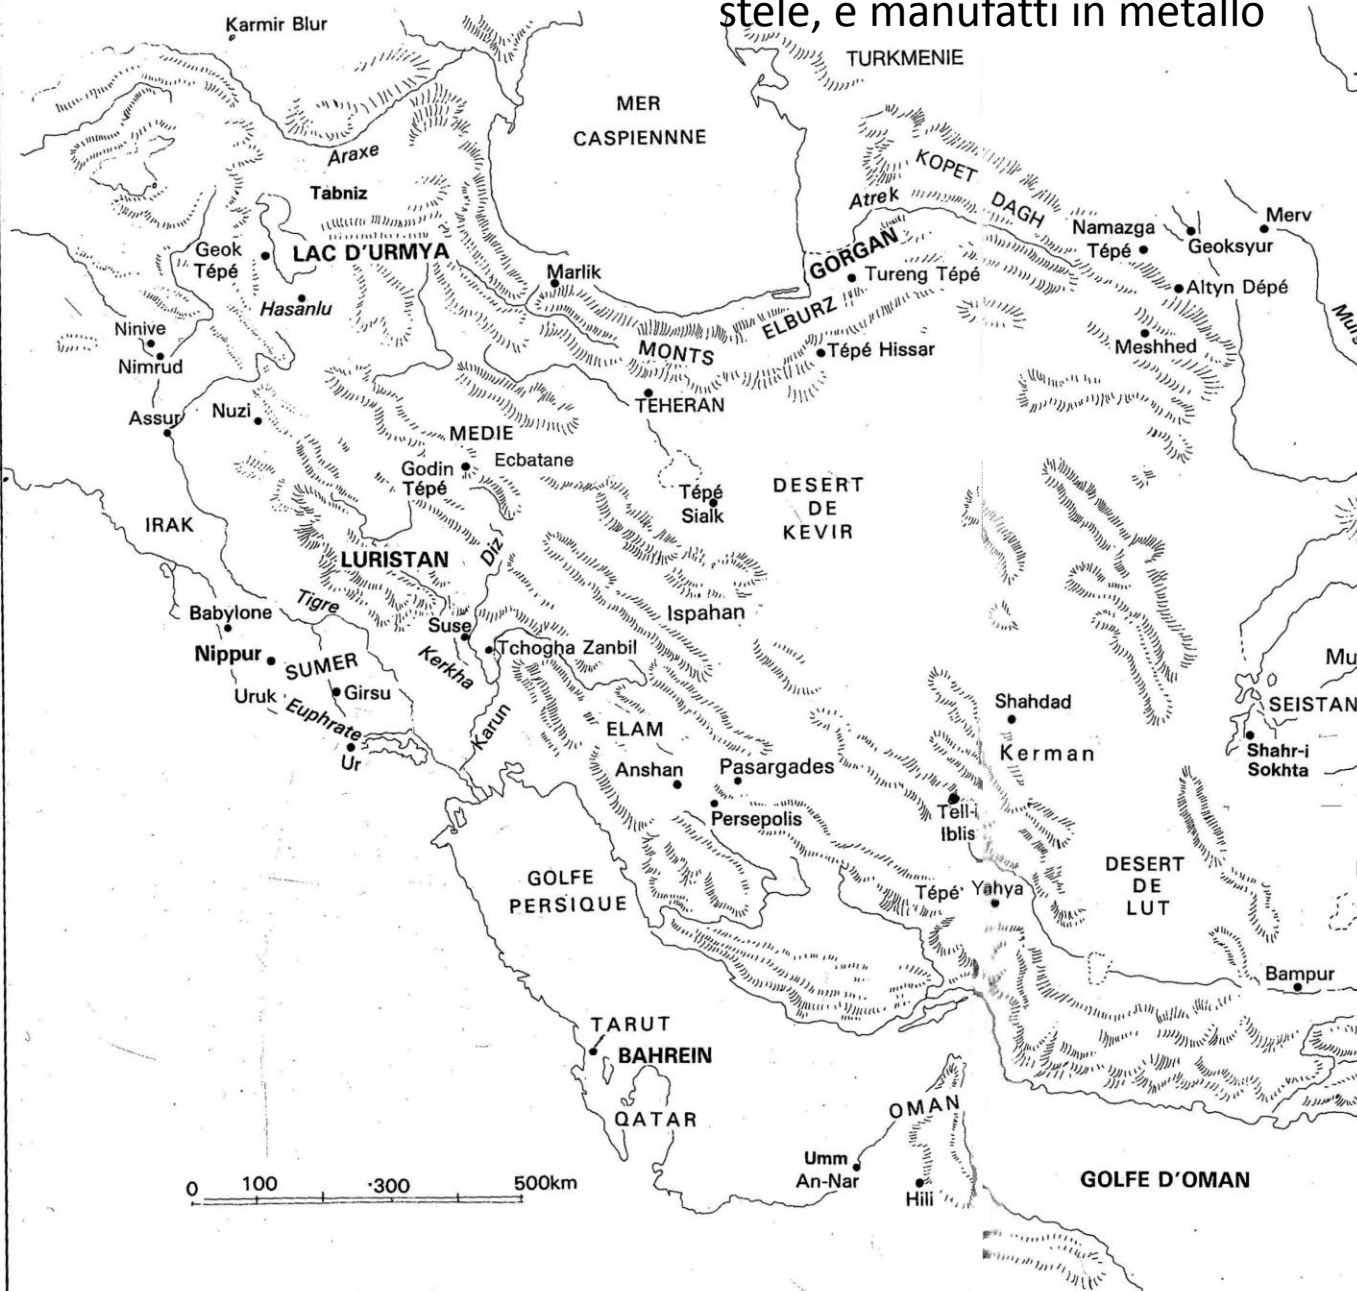 stele, e manufatti in metallo
Karmir Blur
TURKMENIE
MER
CASPIENNNE
Araxe
KOPET
DAGH
Tabniz
Atrek
Merv
Namazga
Tépé
Geoksyur
Geok
Tépé
LAC D'URMYA
GORGAN
Marlik
Tureng Tépé
Altyn Dépé
Hasanlu
ELBURZ
Ninive
MONTS
Meshhed
Nimrud
Tépé Hissar
TEHERAN
Assur
Nuzi
MEDIE
Godin
Tépé
Ecbatane
Tépé
Sialk
DESERT
DE
KEVIR
IRAK
LURISTAN
Diz
Tigre
Babylone
Suse
Ispahan
Nippur
SUMER
Kerkha
Tchogha Zanbil
Mu
Uruk
Girsu
Euphrate
Karun
ELAM
Shahdad
Kerman
SEISTAN
Ur
Shahr-i
Sokhta
Anshan
Pasargades
Persepolis
Tell-i
Iblis
GOLFE
PERSIQUE
Tépé Yahya
DESERT
DE
LUT
Bampur
TARUT
BAHREIN
QATAR
OMAN
Umm
An-Nar
Hili
GOLFE D'OMAN
0 100 300 500km